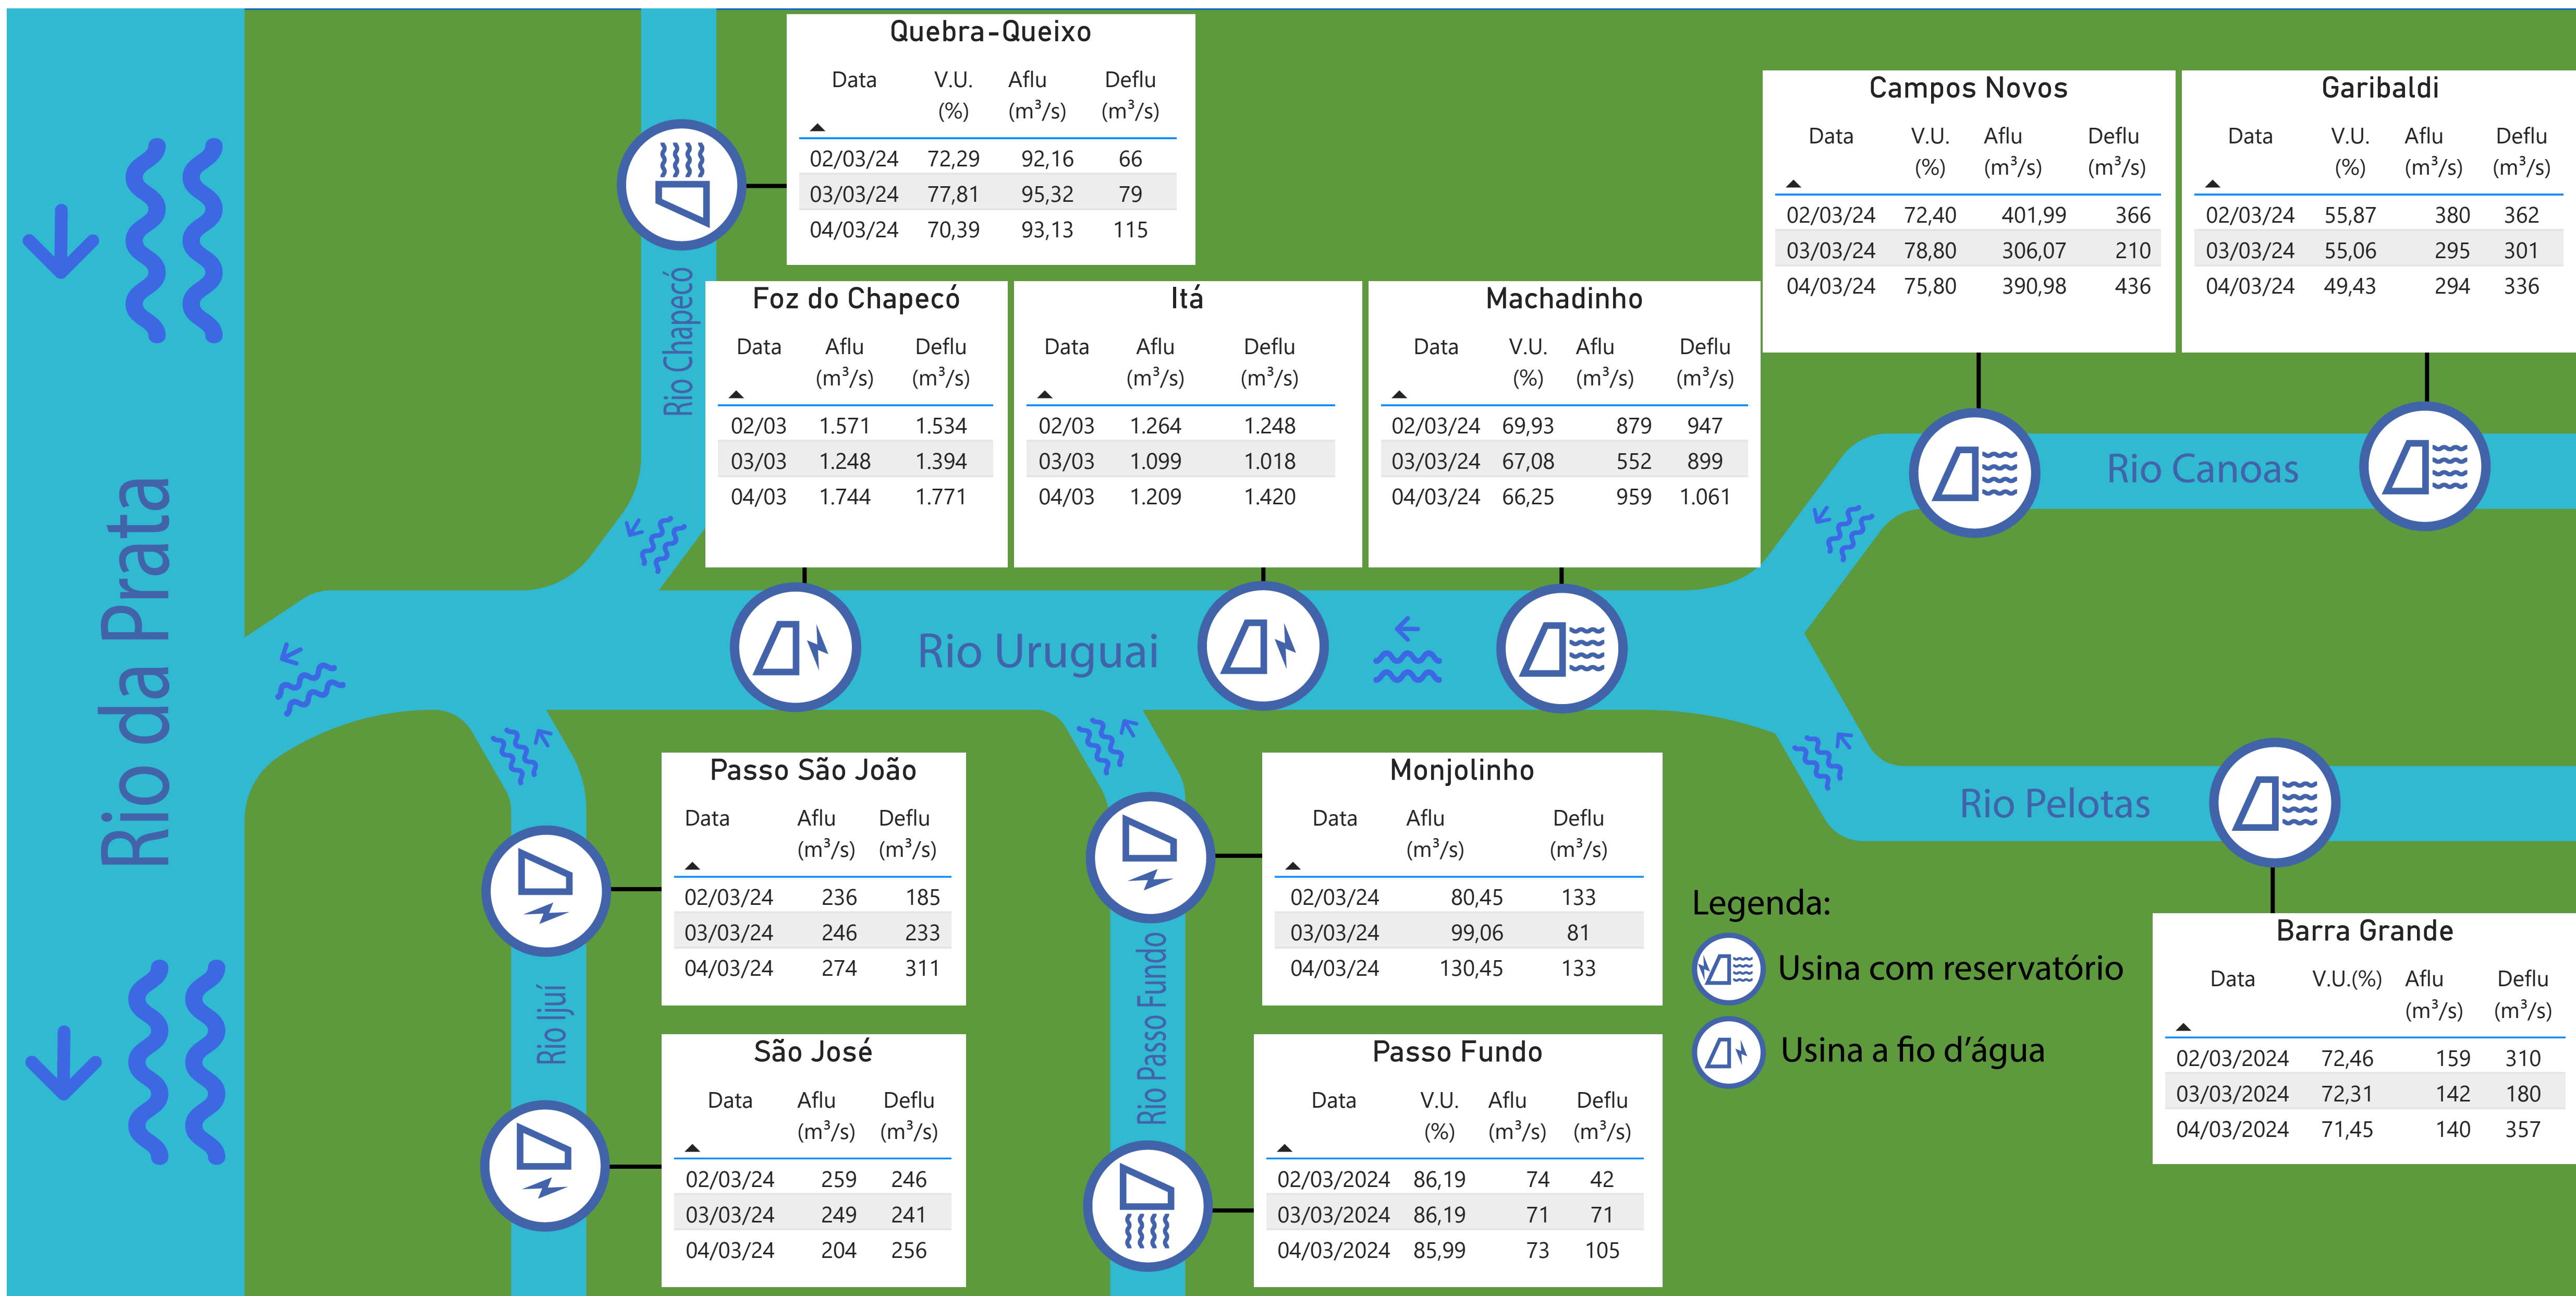 Quebra-Queixo
Data V.U. (%) Aflu (m³/s) Deflu (m³/s)
02/03/24 72,29 92,16 66
03/03/24 77,81 95,32 79
04/03/24 70,39 93,13 115
Campos Novos
Data V.U. (%) Aflu (m³/s) Deflu (m³/s)
02/03/24 72,40 401,99 366
03/03/24 78,80 306,07 210
04/03/24 75,80 390,98 436
Garibaldi
Data V.U. (%) Aflu (m³/s) Deflu (m³/s)
02/03/24 55,87 380 362
03/03/24 55,06 295 301
04/03/24 49,43 294 336
Rio Chapecó
Foz do Chapecó
Data Aflu (m³/s) Deflu (m³/s)
02/03 1.571 1.534
03/03 1.248 1.394
04/03 1.744 1.771
Itá
Data Aflu (m³/s) Deflu (m³/s)
02/03 1.264 1.248
03/03 1.099 1.018
04/03 1.209 1.420
Machadinho
Data V.U. (%) Aflu (m³/s) Deflu (m³/s)
02/03/24 69,93 879 947
03/03/24 67,08 552 899
04/03/24 66,25 959 1.061
Rio Canoas
Rio da Prata
Rio Uruguai
Rio Pelotas
Passo São João
Data Aflu (m³/s) Deflu (m³/s)
02/03/24 236 185
03/03/24 246 233
04/03/24 274 311
Monjolinho
Data Aflu (m³/s) Deflu (m³/s)
02/03/24 80,45 133
03/03/24 99,06 81
04/03/24 130,45 133
Legenda:
Usina com reservatório
Usina a fio d’água
Barra Grande
Data V.U.(%) Aflu (m³/s) Deflu (m³/s)
02/03/2024 72,46 159 310
03/03/2024 72,31 142 180
04/03/2024 71,45 140 357
Rio Ijuí
Rio Passo Fundo
São José
Data Aflu (m³/s) Deflu (m³/s)
02/03/24 259 246
03/03/24 249 241
04/03/24 204 256
Passo Fundo
Data V.U. (%) Aflu (m³/s) Deflu (m³/s)
02/03/2024 86,19 74 42
03/03/2024 86,19 71 71
04/03/2024 85,99 73 105